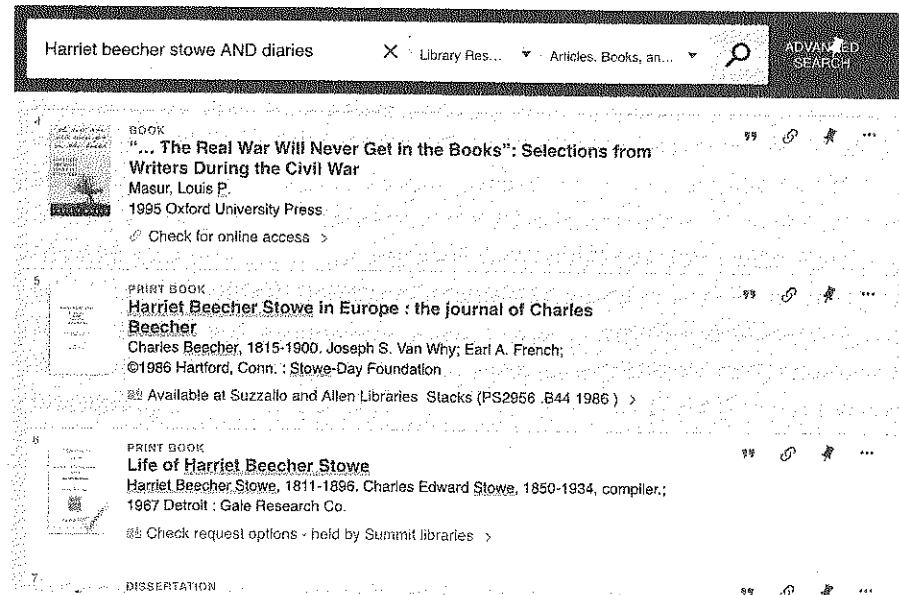 Harriet beecher stowe AND diaries
Library Res...
Articles, Books, an...
ADVANCED
SEARCH
4
BOOK
"... The Real War Will Never Get in the Books": Selections from
Writers During the Civil War
Masur, Louis P.
1995 Oxford University Press
Check for online access >
5
PRINT BOOK
Harriet Beecher Stowe in Europe : the journal of Charles
Beecher
Charles Beecher, 1815-1900. Joseph S. Van Why; Earl A. French;
©1986 Hartford, Conn. : Stowe-Day Foundation
Available at Suzzallo and Allen Libraries Stacks (PS2956 .B44 1986 ) >
6
PRINT BOOK
Life of Harriet Beecher Stowe
Harriet Beecher Stowe, 1811-1896. Charles Edward Stowe, 1850-1934, compiler.;
1967 Detroit : Gale Research Co.
Check request options - held by Summit libraries >
7
DISSERTATION